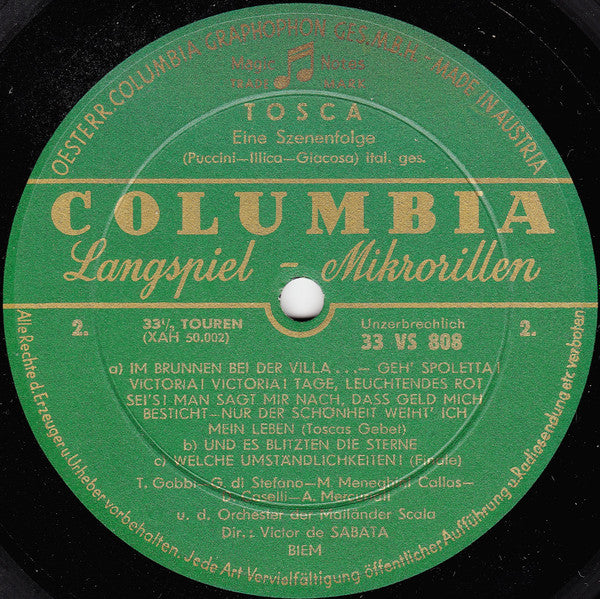 OESTERR. COLUMBIA GRAPHOPHON GES.M.B.H. - MADE IN AUSTRIA
Magic Notes
TRADE MARK
TOSCA
Eine Szenenfolge
(Puccini—Illica—Giacosa) ital. ges.
COLUMBIA
Langspiel - Mikrorillen
2. 33⅓ TOUREN Unzerbrechlich 2.
(XAH 50.002) 33 VS 808
a) IM BRUNNEN BEI DER VILLA . . . — GEH' SPOLETTA!
VICTORIA! VICTORIA! TAGE, LEUCHTENDES ROT
SEI'S! MAN SAGT MIR NACH, DASS GELD MICH
BESTICHT—NUR DER SCHÖNHEIT WEIHT' ICH
MEIN LEBEN (Toscas Gebet)
b) UND ES BLITZTEN DIE STERNE
c) WELCHE UMSTÄNDLICHKEITEN! (Finale)
T. Gobbi—G. di Stefano—M. Meneghini Callas—
Caselli—A. Mercuriali
u. d. Orchester der Mailänder Scala
Dir.: Victor de SABATA
BIEM
Alle Rechte d. Erzeuger u. Urheber vorbehalten. Jede Art Vervielfältigung öffentlicher Aufführung u. Radiosendung etc. verboten